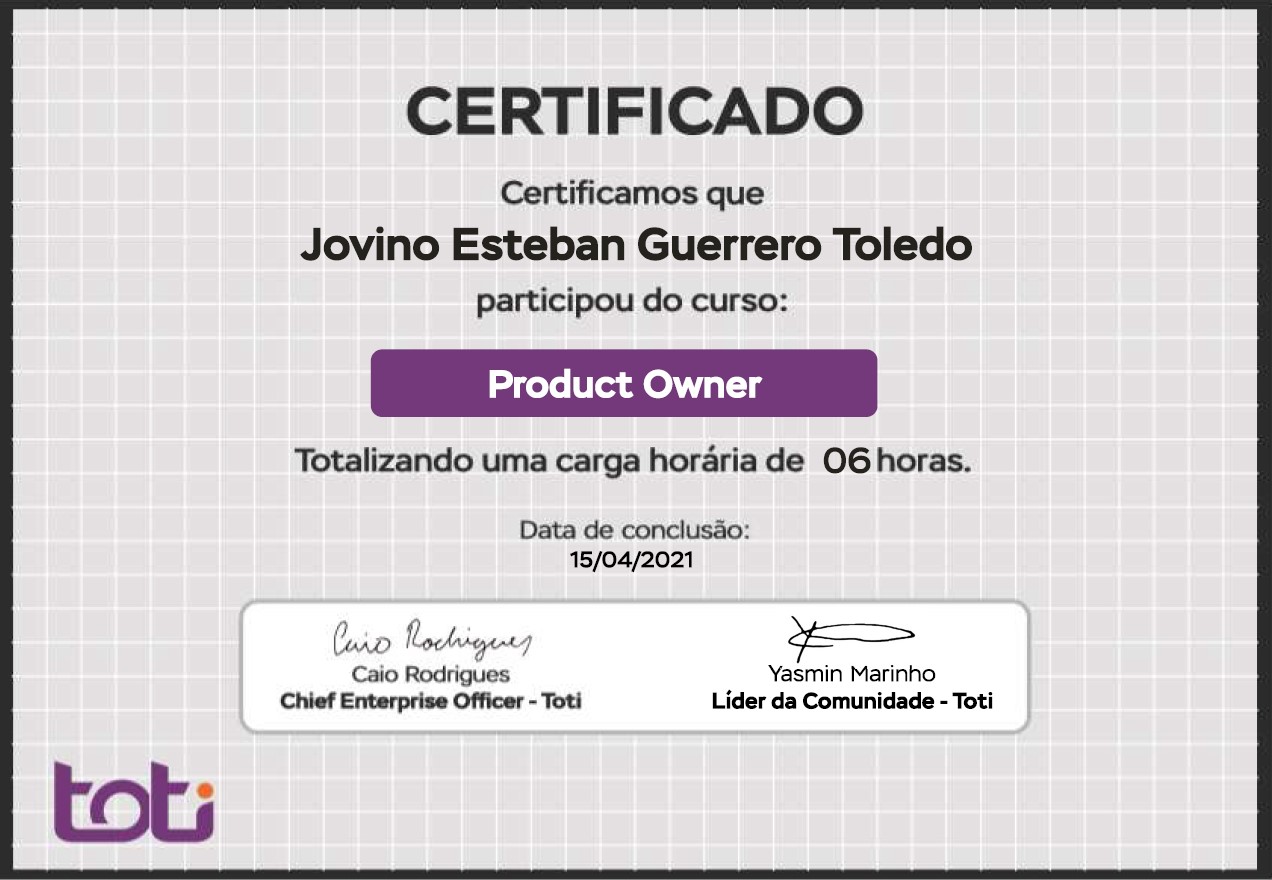 CERTIFICADO
Certificamos que
Jovino Esteban Guerrero Toledo
participou do curso:
Product Owner
Totalizando uma carga horária de 06 horas.
Data de conclusão:
15/04/2021
Caio Rodrigues
Caio Rodrigues
Chief Enterprise Officer - Toti
Yasmin Marinho
Líder da Comunidade - Toti
toti